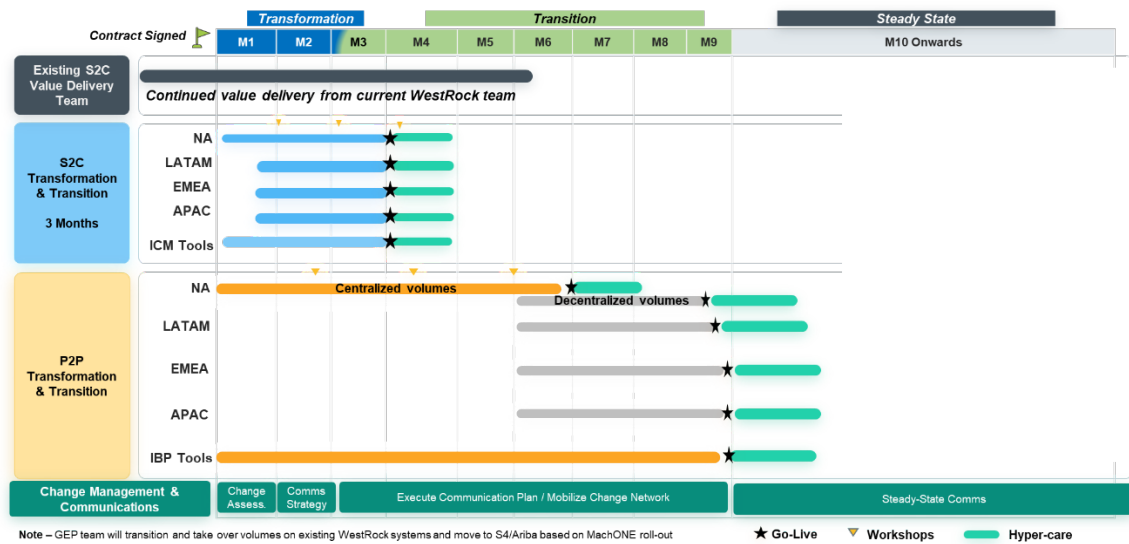 Transformation
Transition
Steady State
Contract Signed
M1 M2 M3 M4 M5 M6 M7 M8 M9 M10 Onwards
Existing S2C
Value Delivery
Team
Continued value delivery from current WestRock team
S2C
Transformation
& Transition
3 Months
NA
LATAM
EMEA
APAC
ICM Tools
P2P
Transformation
& Transition
NA
Centralized volumes
Decentralized volumes
LATAM
EMEA
APAC
IBP Tools
Change Management &
Communications
Change
Assess.
Comms
Strategy
Execute Communication Plan / Mobilize Change Network
Steady-State Comms
Note – GEP team will transition and take over volumes on existing WestRock systems and move to S4/Ariba based on MachONE roll-out
Go-Live
Workshops
Hyper-care